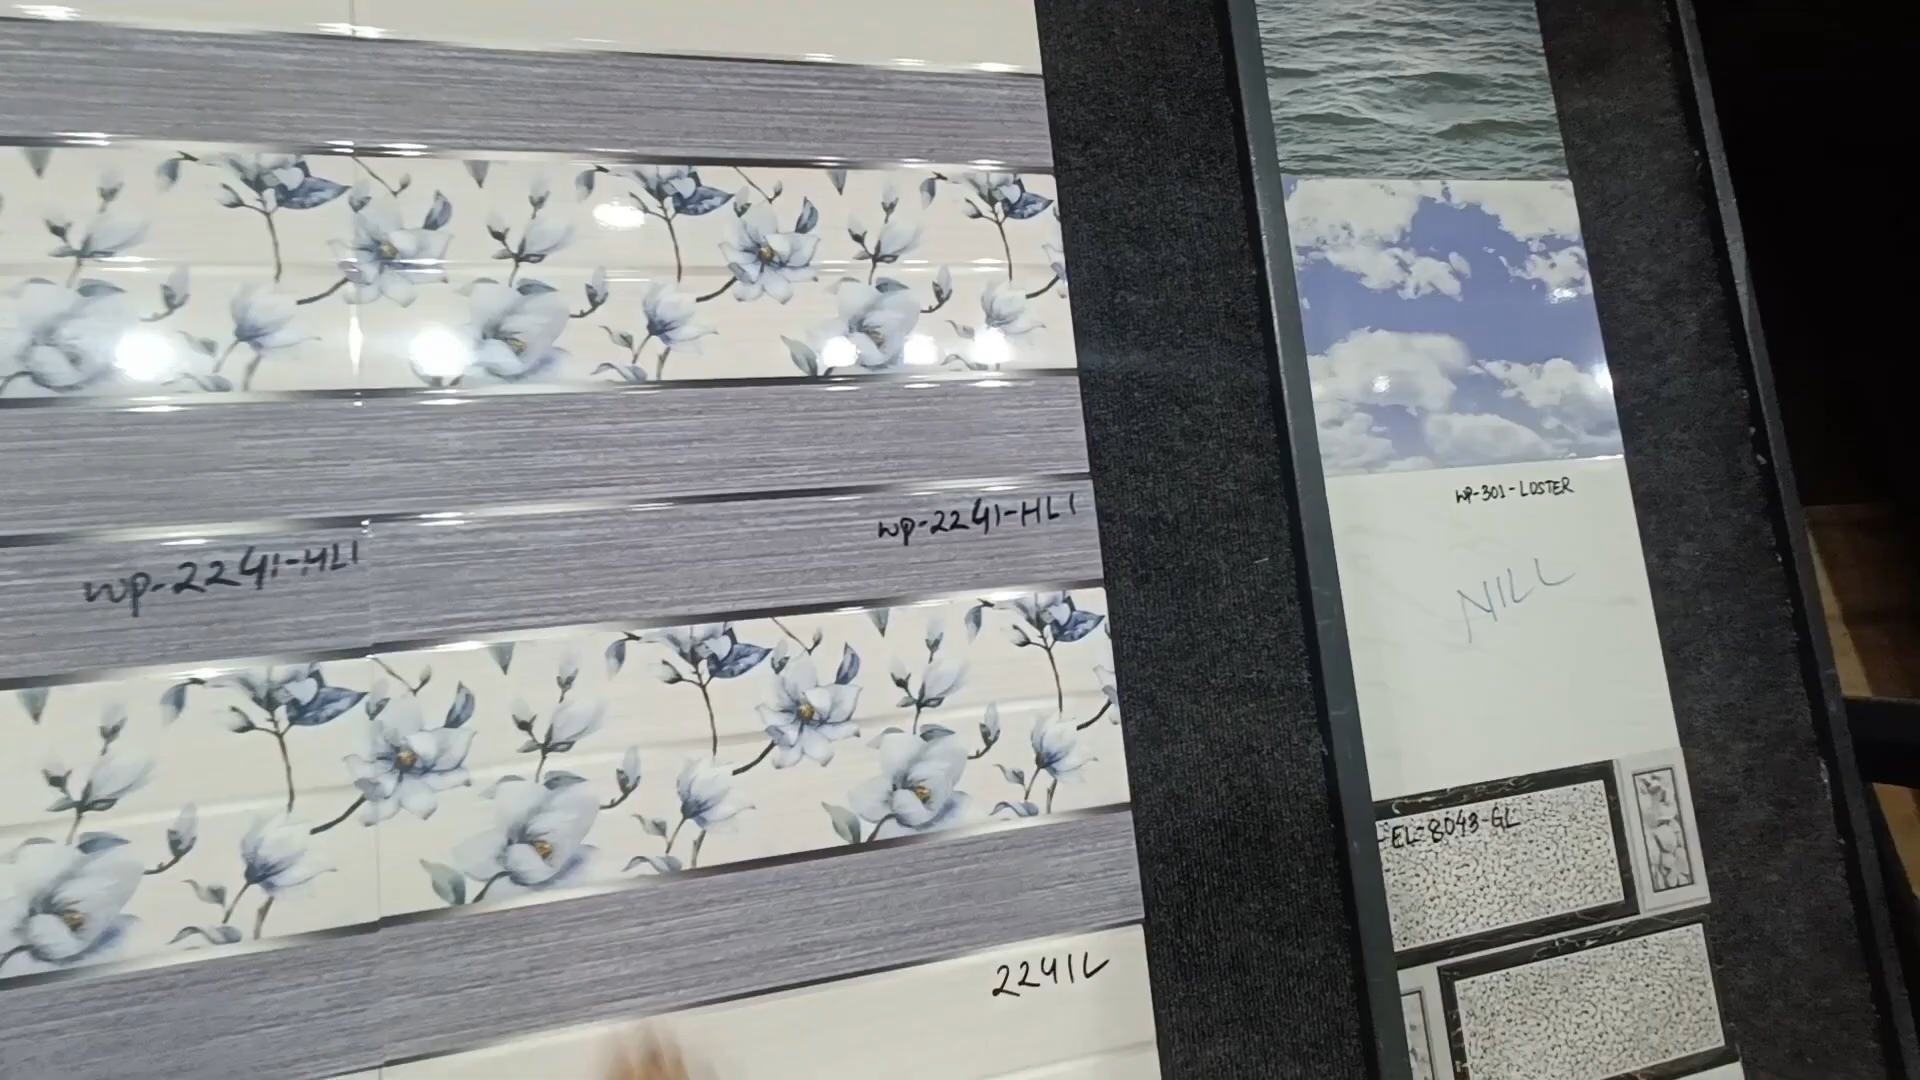 WP-2241-HL1
WP-2241-HL1
2241L
WP-301-LOSTER
NILL
EL-8043-GL